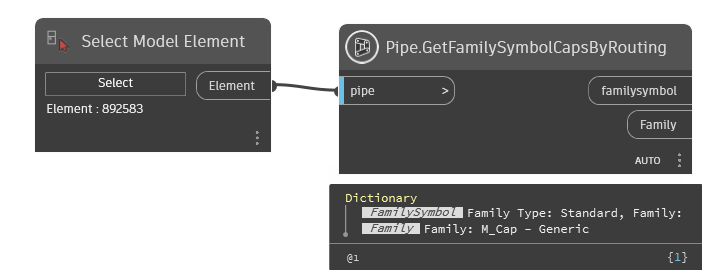 Select Model Element
Select
Element
Element : 892583
Pipe.GetFamilySymbolCapsByRouting
pipe >
familysymbol
Family
AUTO
Dictionary
FamilySymbol Family Type: Standard, Family:
Family Family: M_Cap - Generic
@1 {1}